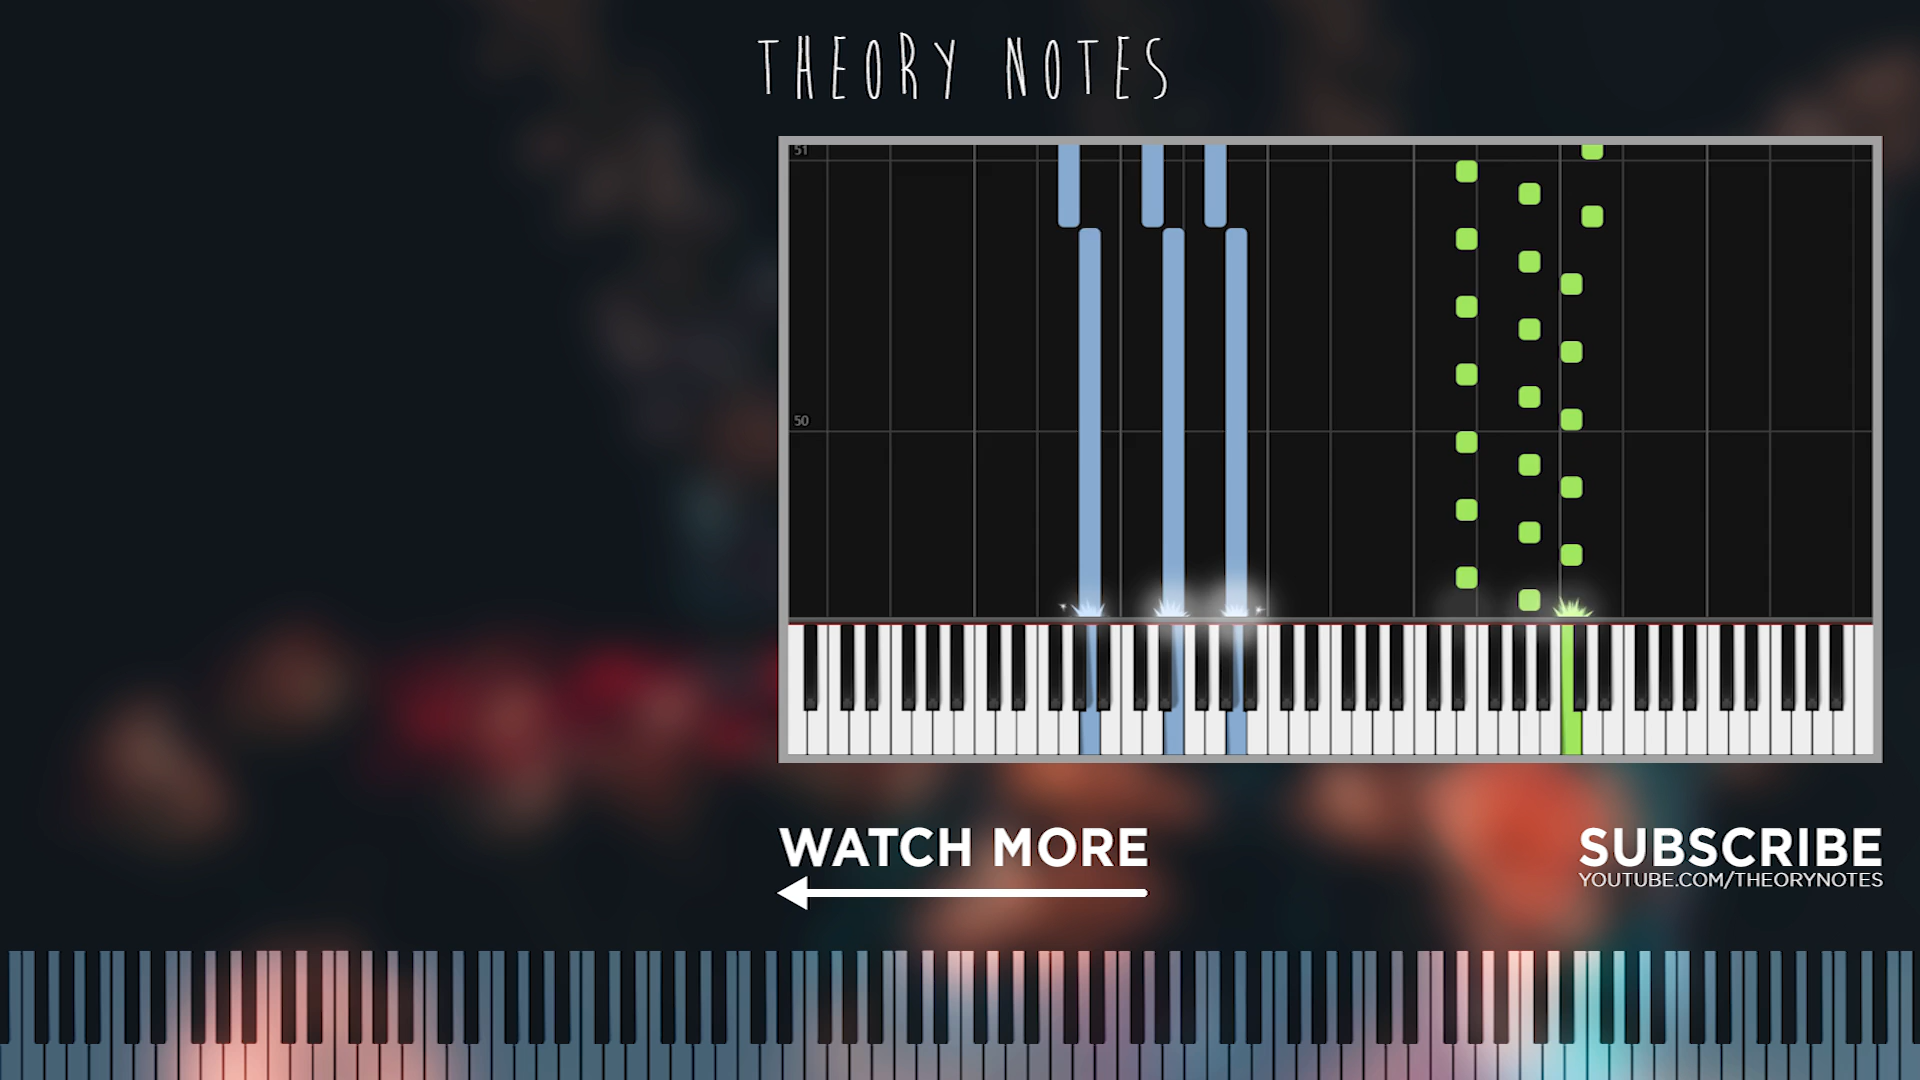 THEORY NOTES
51
50
WATCH MORE
SUBSCRIBE
YOUTUBE.COM/THEORYNOTES